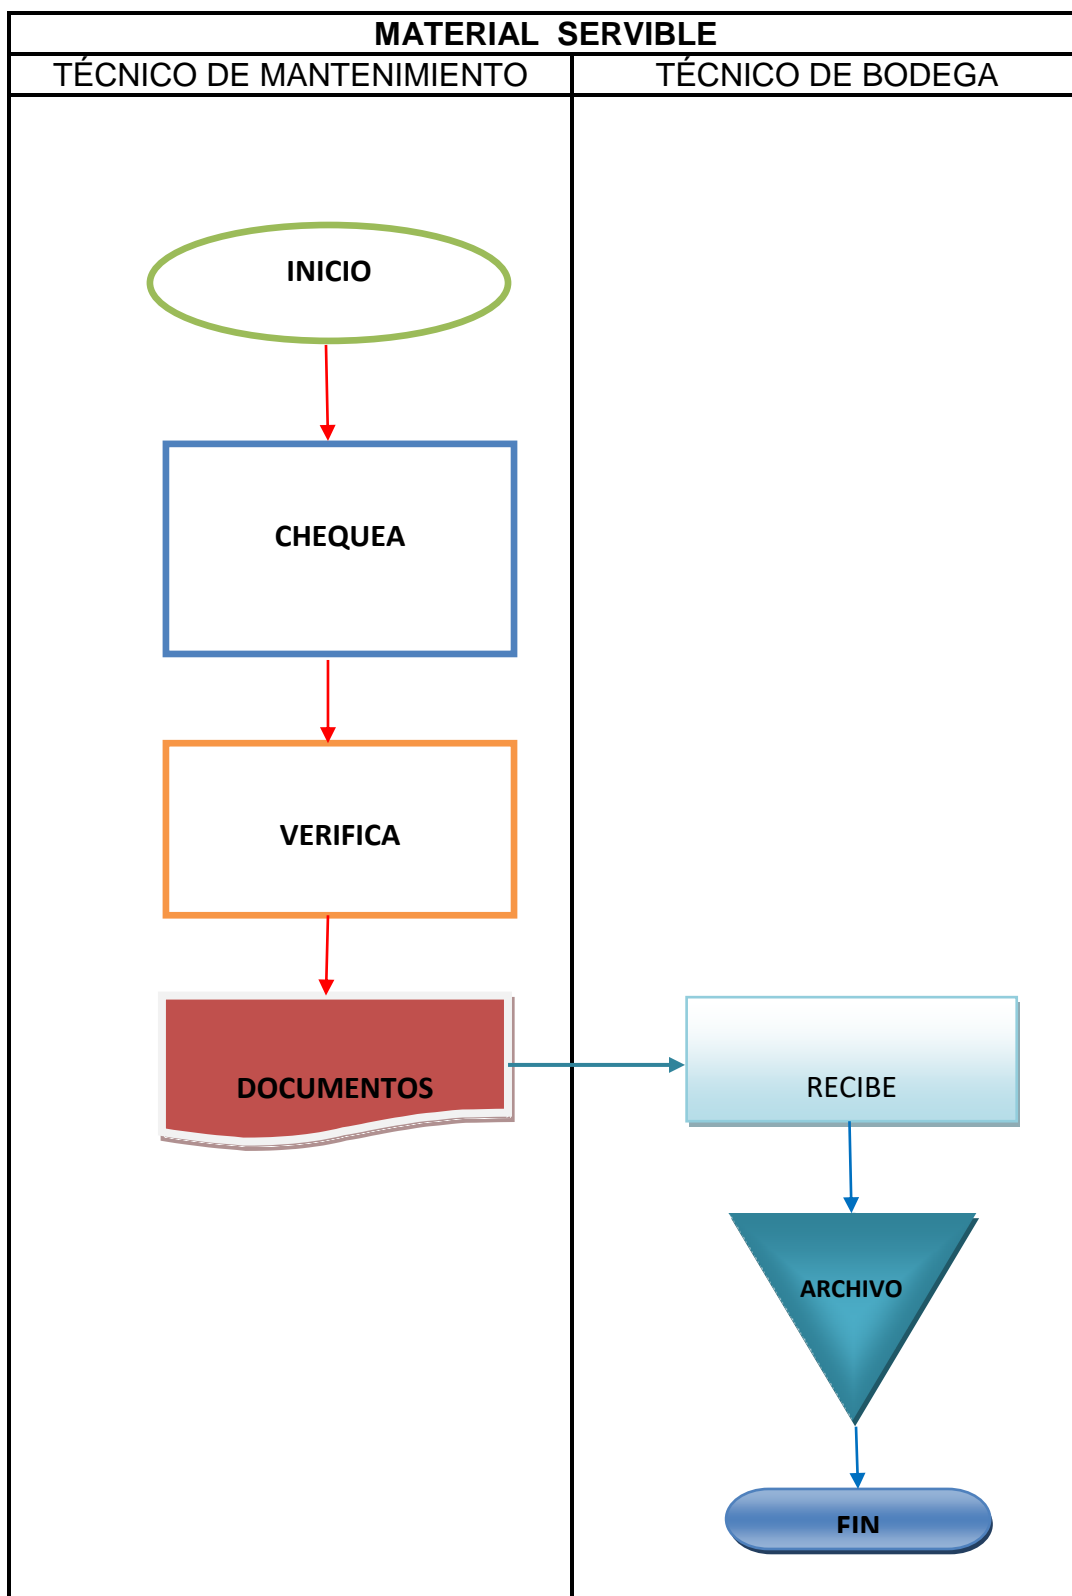 MATERIAL SERVIBLE
TÉCNICO DE MANTENIMIENTO
TÉCNICO DE BODEGA
INICIO
CHEQUEA
VERIFICA
DOCUMENTOS
RECIBE
ARCHIVO
FIN